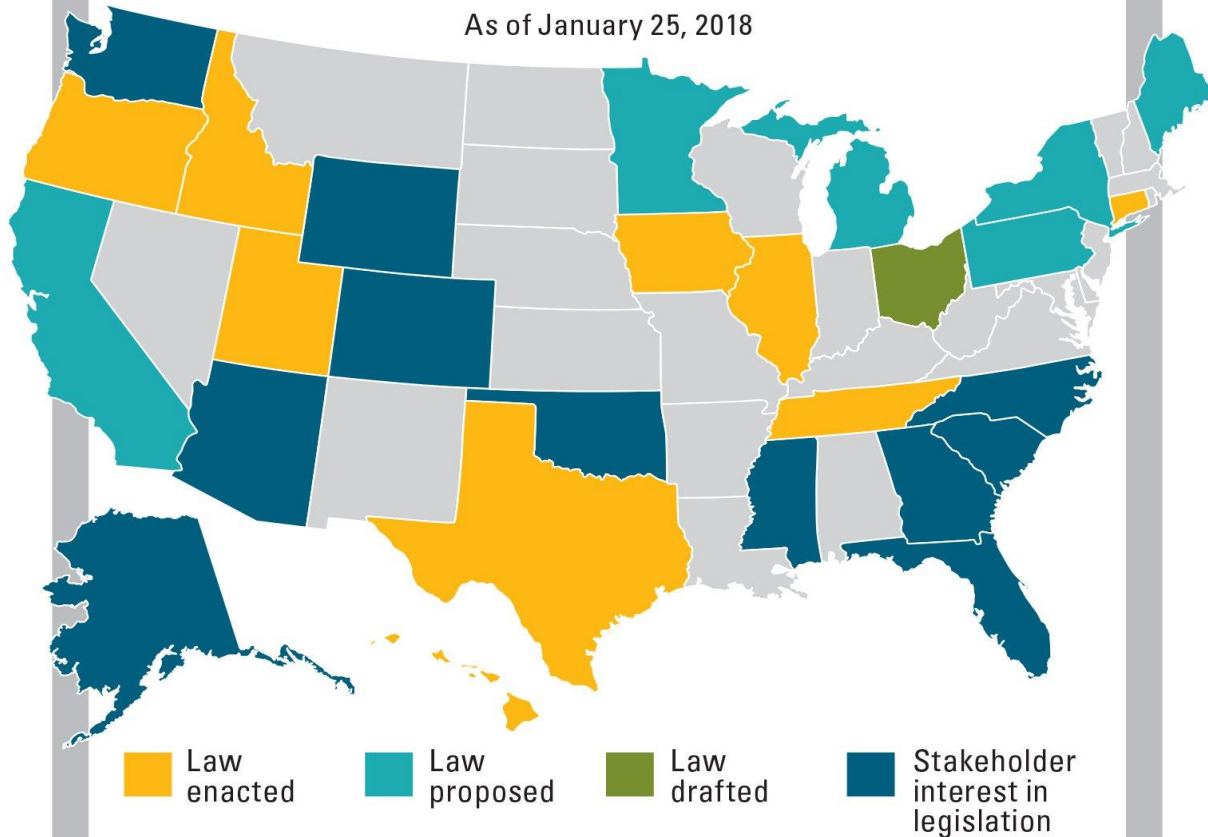 As of January 25, 2018
Law
enacted
Law
proposed
Law
drafted
Stakeholder
interest in
legislation